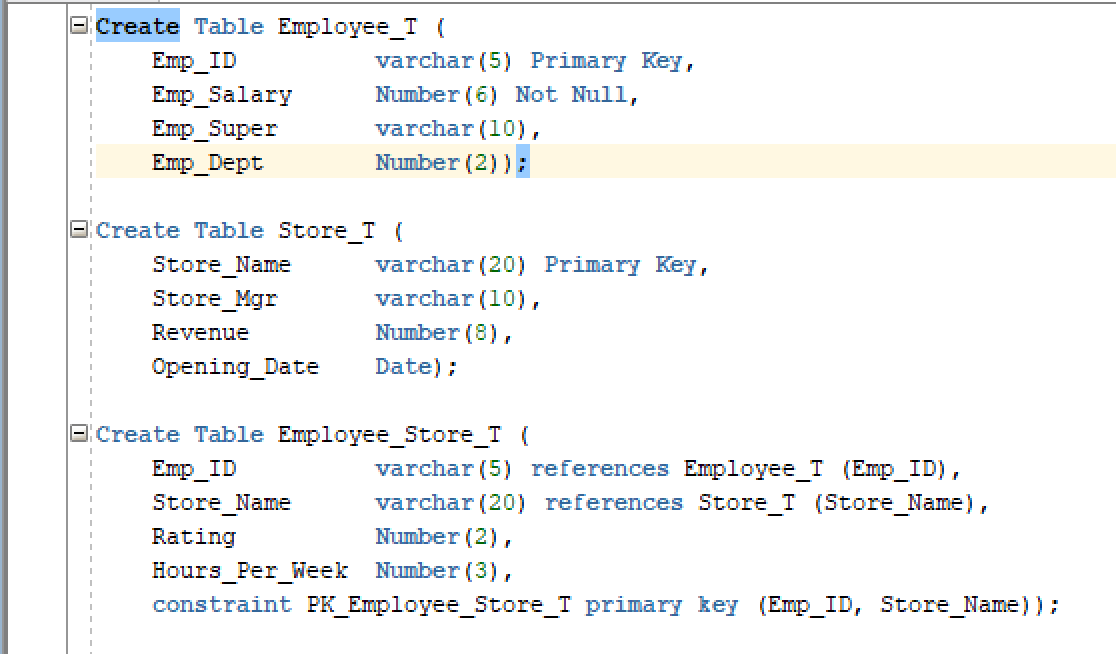 Create Table Employee_T (
Emp_ID varchar(5) Primary Key,
Emp_Salary Number(6) Not Null,
Emp_Super varchar(10),
Emp_Dept Number(2));
Create Table Store_T (
Store_Name varchar(20) Primary Key,
Store_Mgr varchar(10),
Revenue Number(8),
Opening_Date Date);
Create Table Employee_Store_T (
Emp_ID varchar(5) references Employee_T (Emp_ID),
Store_Name varchar(20) references Store_T (Store_Name),
Rating Number(2),
Hours_Per_Week Number(3),
constraint PK_Employee_Store_T primary key (Emp_ID, Store_Name));